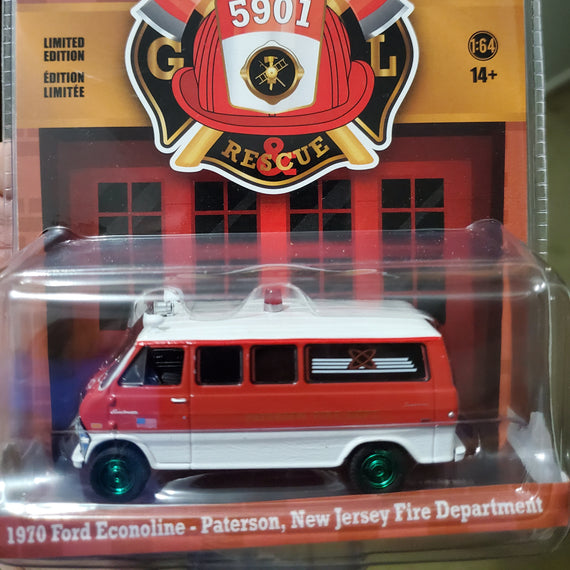 5901
LIMITED
EDITION
ÉDITION
LIMITÉE
G L
1:64
14+
RESCUE
&
1970 Ford Econoline - Paterson, New Jersey Fire Department